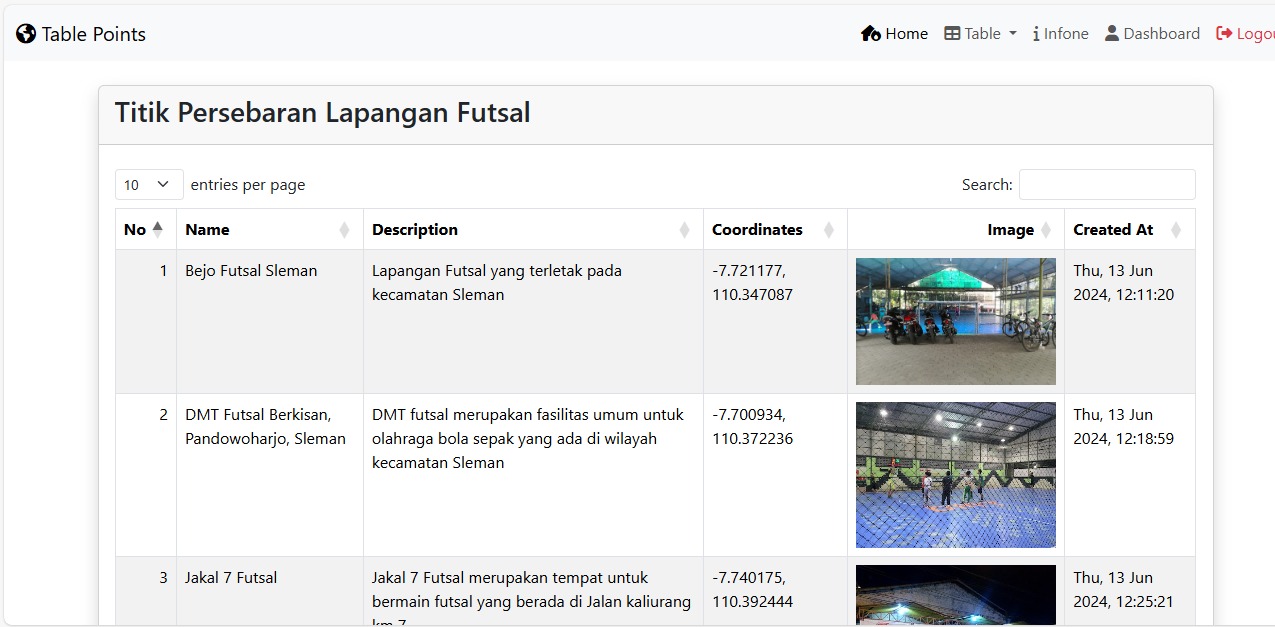 Table Points
Home Table Infone Dashboard Logou
Titik Persebaran Lapangan Futsal
10 entries per page
Search:
No Name Description Coordinates Image Created At
1 Bejo Futsal Sleman Lapangan Futsal yang terletak pada -7.721177, Thu, 13 Jun
kecamatan Sleman 110.347087 2024, 12:11:20
2 DMT Futsal Berkisan, DMT futsal merupakan fasilitas umum untuk -7.700934, Thu, 13 Jun
Pandowoharjo, Sleman olahraga bola sepak yang ada di wilayah 110.372236 2024, 12:18:59
kecamatan Sleman
3 Jakal 7 Futsal Jakal 7 Futsal merupakan tempat untuk -7.740175, Thu, 13 Jun
bermain futsal yang berada di Jalan kaliurang 110.392444 2024, 12:25:21
km 7